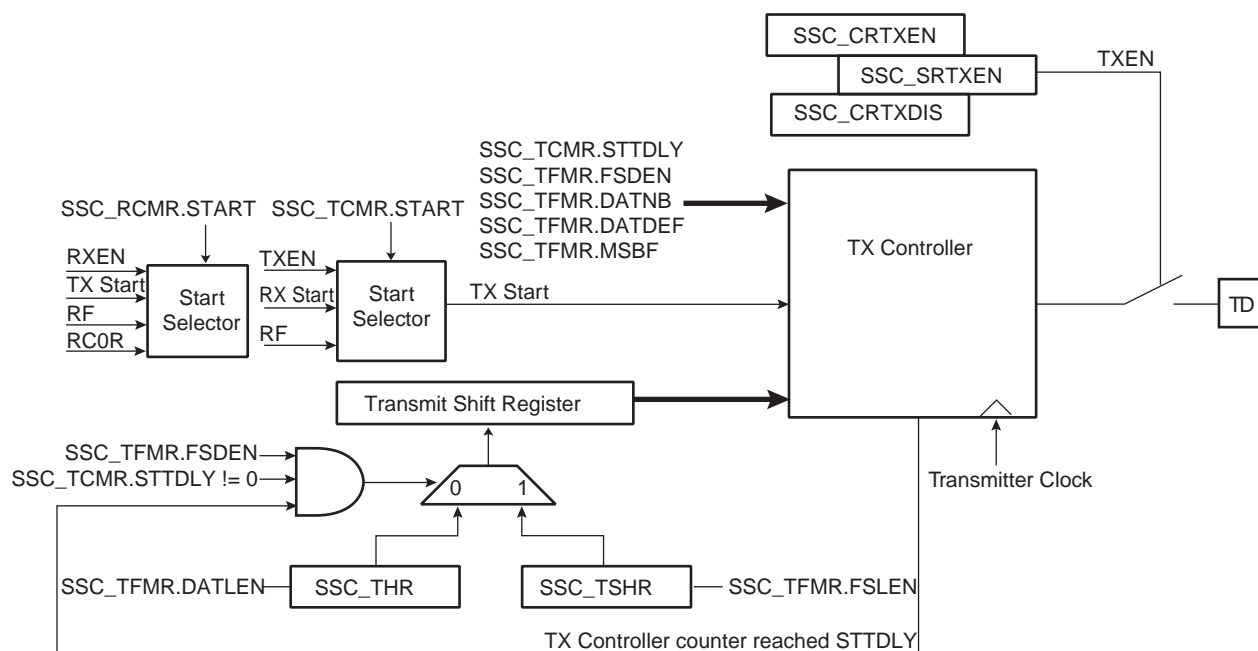 SSC_CRTXEN
SSC_SRTXEN
TXEN
SSC_CRTXDIS
SSC_TCMR.STTDLY
SSC_TFMR.FSDEN
SSC_TFMR.DATNB
SSC_TFMR.DATDEF
SSC_TFMR.MSBF
SSC_RCMR.START
SSC_TCMR.START
RXEN
TX Start
RF
RC0R
Start
Selector
TXEN
RX Start
RF
Start
Selector
TX Start
TX Controller
TD
Transmit Shift Register
SSC_TFMR.FSDEN
SSC_TCMR.STTDLY != 0
0 1
Transmitter Clock
SSC_TFMR.DATLEN
SSC_THR
SSC_TSHR
SSC_TFMR.FSLEN
TX Controller counter reached STTDLY